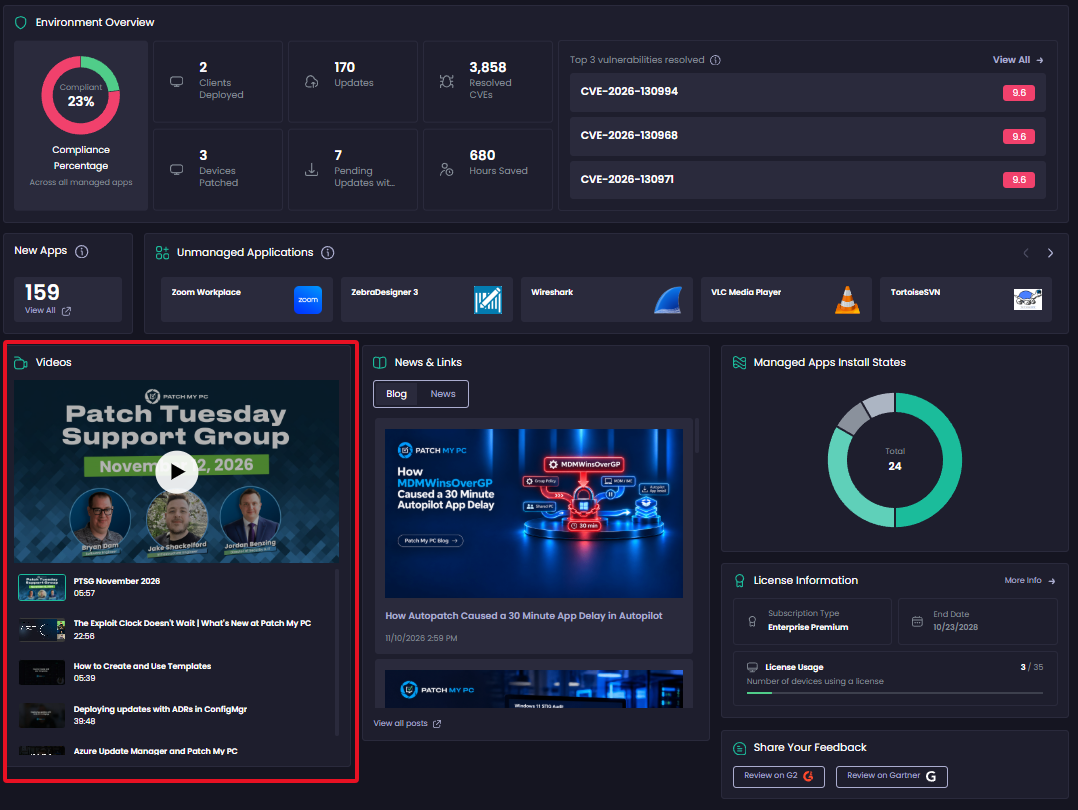 Environment Overview
Compliant
23%
Compliance
Percentage
Across all managed apps
2
Clients
Deployed
170
Updates
3,858
Resolved
CVEs
3
Devices
Patched
7
Pending
Updates wit...
680
Hours Saved
Top 3 vulnerabilities resolved
View All
CVE-2026-130994
9.6
CVE-2026-130968
9.6
CVE-2026-130971
9.6
New Apps
159
View All
Unmanaged Applications
Zoom Workplace
zoom
ZebraDesigner 3
Wireshark
VLC Media Player
TortoiseSVN
Videos
PATCH MY PC
Patch Tuesday
Support Group
2, 2026
Bryan Dam
Jake Shackelford
Jordan Benzing
PTSG November 2026
05:57
The Exploit Clock Doesn't Wait | What's New at Patch My PC
22:56
How to Create and Use Templates
05:39
Deploying updates with ADRs in ConfigMgr
39:48
Azure Update Manager and Patch My PC
News & Links
Blog
News
PATCH MY PC
How
MDMWinsOverGP
Caused a 30 Minute
Autopilot App Delay
Patch My PC Blog
MDMWinsOverGP
Group Policy
Shared PC
30 min
How Autopatch Caused a 30 Minute App Delay in Autopilot
11/10/2026 2:59 PM
PATCH MY PC
Windows 11 STIG Audit
View all posts
Managed Apps Install States
Total
24
License Information
More Info
Subscription Type
Enterprise Premium
End Date
10/23/2028
License Usage
3 / 35
Number of devices using a license
Share Your Feedback
Review on G2
Review on Gartner G